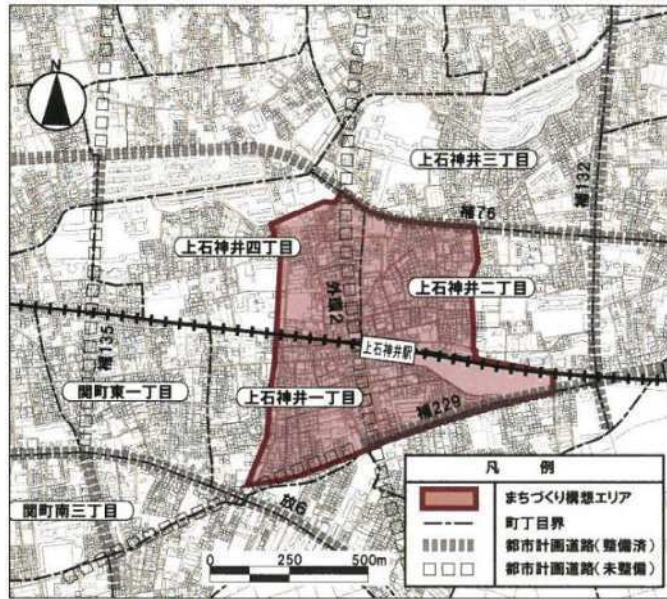 N
上石神井三丁目
補132
補76
上石神井四丁目
外環2
上石神井二丁目
補135
上石神井駅
上石神井一丁目
関町東一丁目
補229
関町南三丁目
放6
0 250 500m
凡 例
まちづくり構想エリア
町丁目界
都市計画道路(整備済)
都市計画道路(未整備)